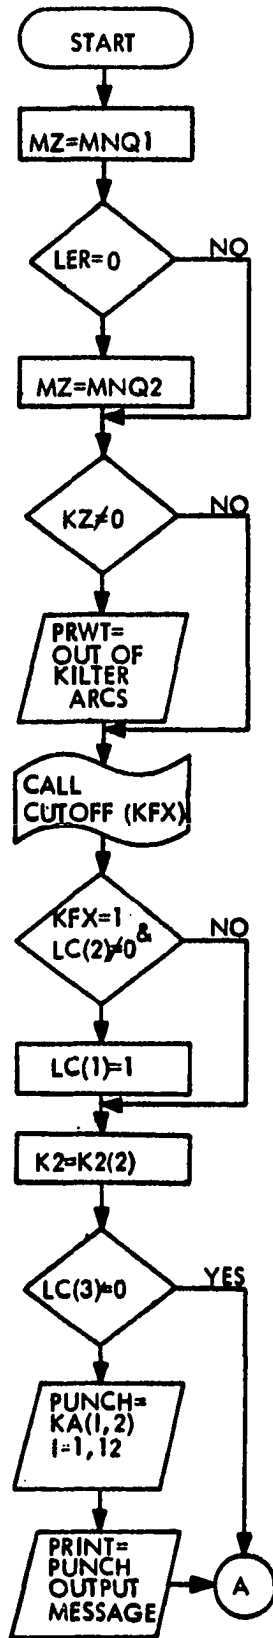 START
MZ=MNQ1
LER=0
NO
MZ=MNQ2
KZ≠0
NO
PRWT=
OUT OF
KILTER
ARCS
CALL
CUTOFF (KFX)
KFX=1 &
LC(2)≠0
NO
LC(1)=1
K2=K2(2)
LC(3)=0
YES
PUNCH=
KA(I,2)
I=1,12
PRINT=
PUNCH
OUTPUT
MESSAGE
A